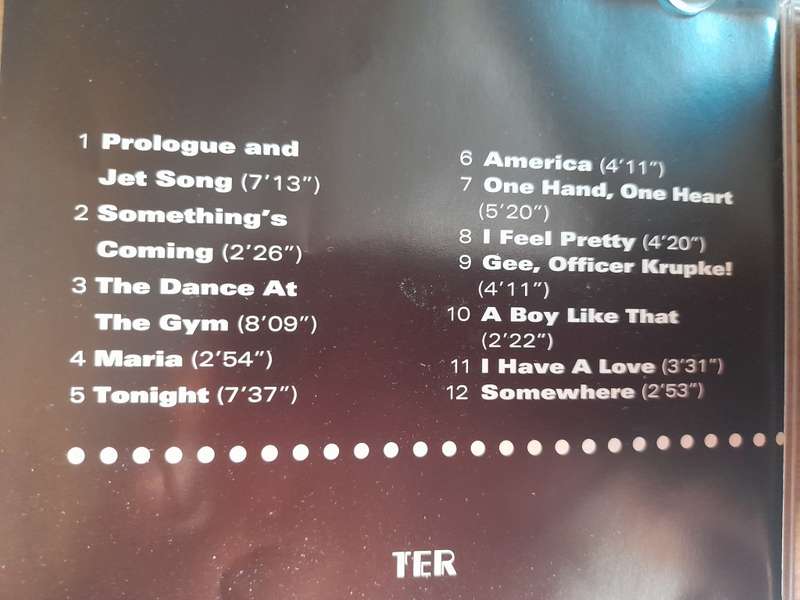 1 Prologue and
Jet Song (7'13")
2 Something's
Coming (2'26")
3 The Dance At
The Gym (8'09")
4 Maria (2'54")
5 Tonight (7'37")
6 America (4'11")
7 One Hand, One Heart
(5'20")
8 I Feel Pretty (4'20")
9 Gee, Officer Krupke!
(4'11")
10 A Boy Like That
(2'22")
11 I Have A Love (3'31")
12 Somewhere (2'53")
TER